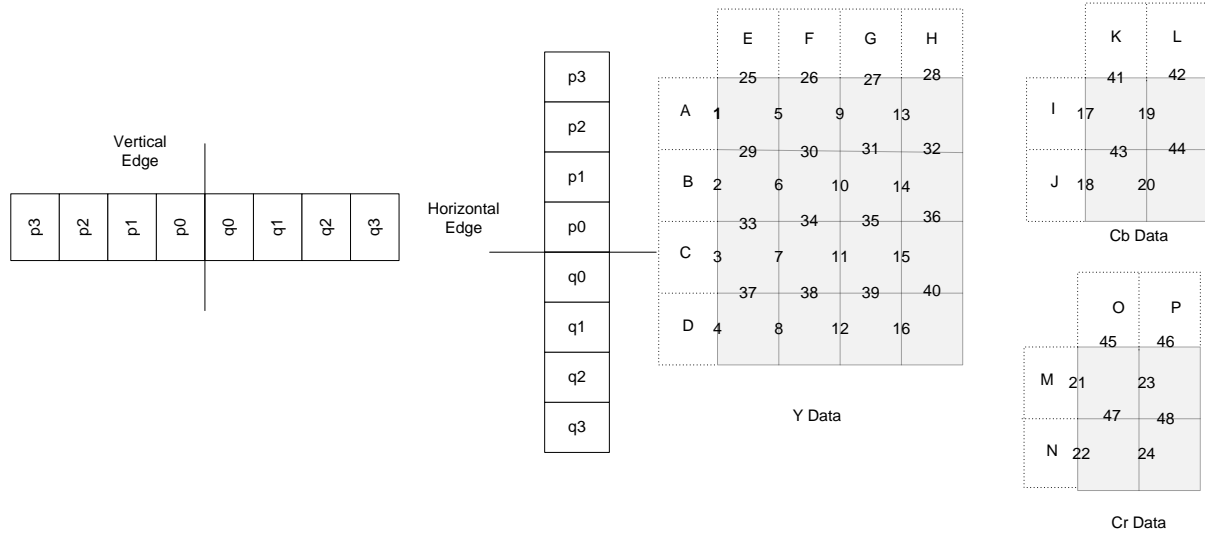 Vertical
Edge
p3 p2 p1 p0 q0 q1 q2 q3
p3
p2
p1
p0
Horizontal
Edge
q0
q1
q2
q3
E F G H
25 26 27 28
A 1 5 9 13
29 30 31 32
B 2 6 10 14
33 34 35 36
C 3 7 11 15
37 38 39 40
D 4 8 12 16
Y Data
K L
41 42
I 17 19
43 44
J 18 20
Cb Data
O P
45 46
M 21 23
47 48
N 22 24
Cr Data